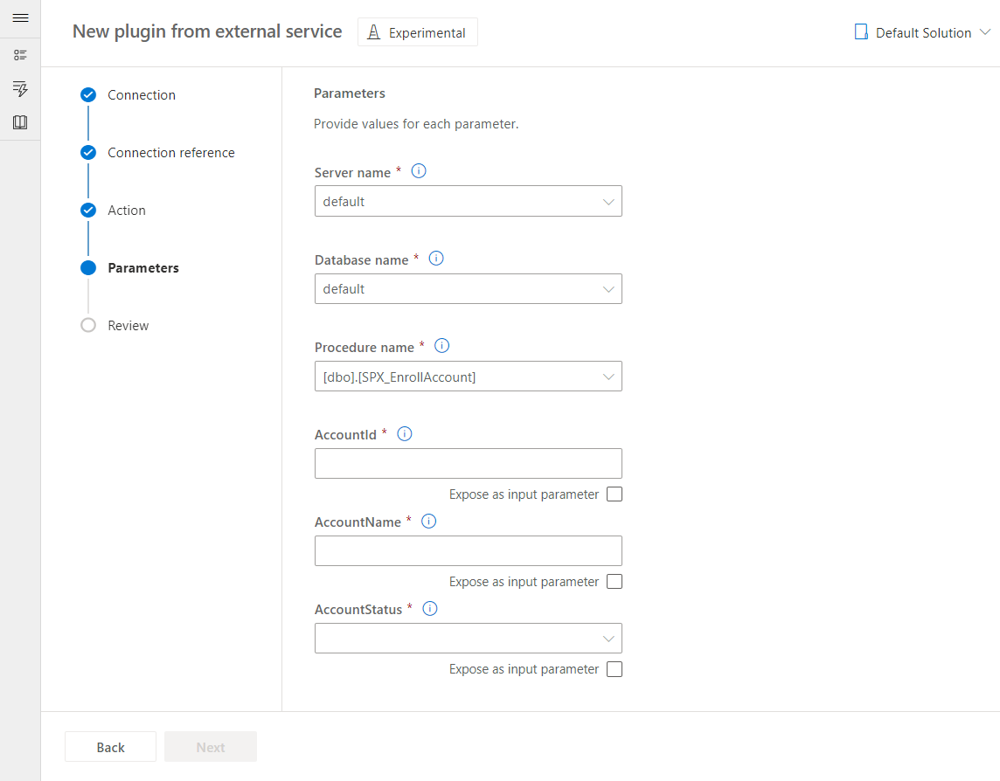 New plugin from external service
Experimental
Default Solution
Connection
Connection reference
Action
Parameters
Review
Parameters
Provide values for each parameter.
Server name *
default
Database name *
default
Procedure name *
[dbo].[SPX_EnrollAccount]
AccountId *
Expose as input parameter
AccountName *
Expose as input parameter
AccountStatus *
Expose as input parameter
Back
Next